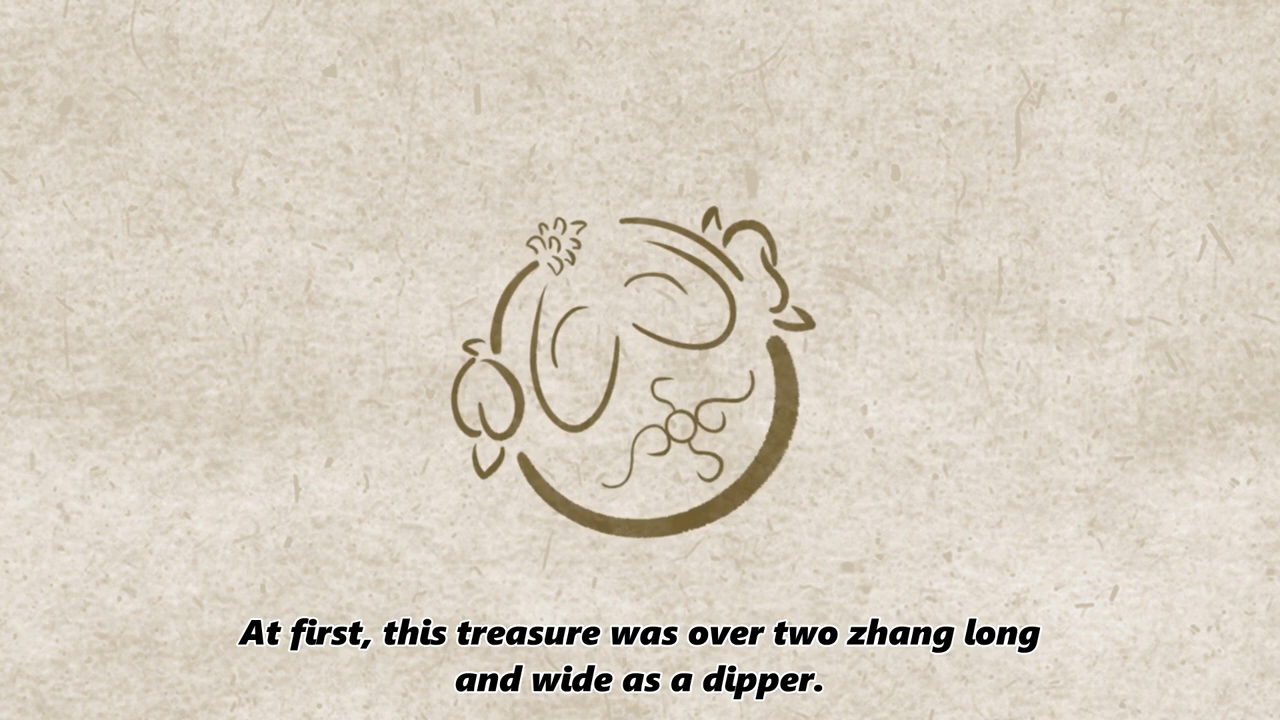 At first, this treasure was over two zhang long
and wide as a dipper.